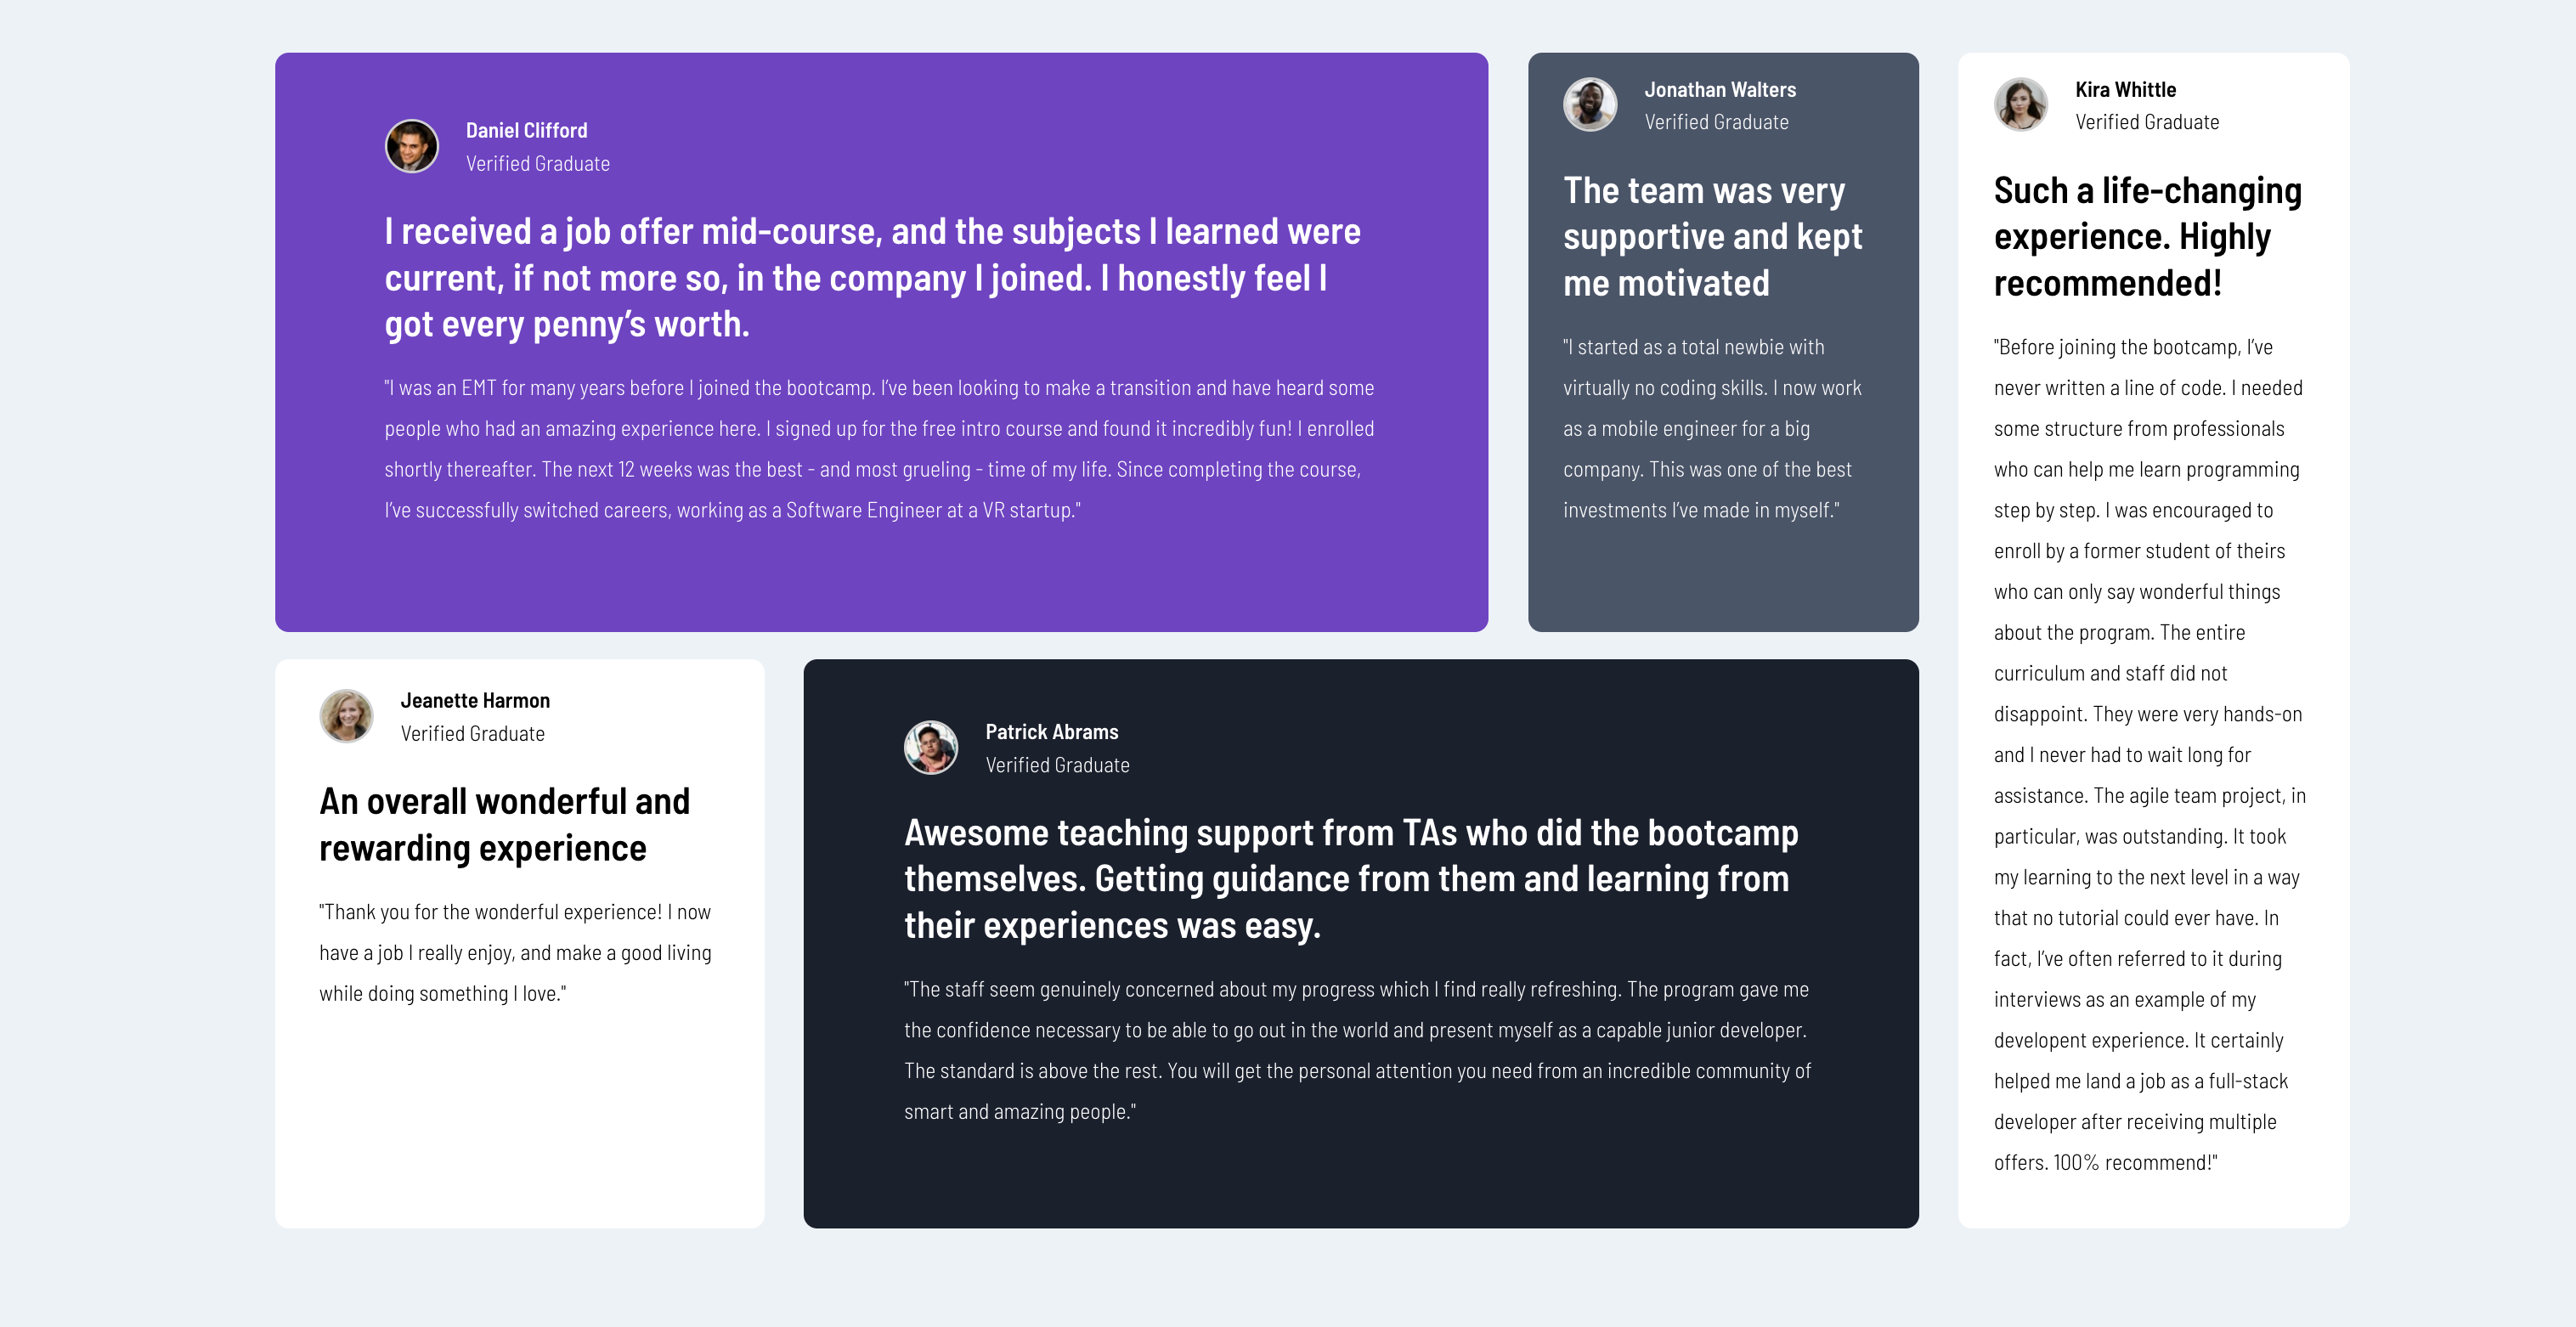 Daniel Clifford
Verified Graduate
I received a job offer mid-course, and the subjects I learned were
current, if not more so, in the company I joined. I honestly feel I
got every penny’s worth.
"I was an EMT for many years before I joined the bootcamp. I’ve been looking to make a transition and have heard some
people who had an amazing experience here. I signed up for the free intro course and found it incredibly fun! I enrolled
shortly thereafter. The next 12 weeks was the best - and most grueling - time of my life. Since completing the course,
I’ve successfully switched careers, working as a Software Engineer at a VR startup."
Jonathan Walters
Verified Graduate
The team was very
supportive and kept
me motivated
"I started as a total newbie with
virtually no coding skills. I now work
as a mobile engineer for a big
company. This was one of the best
investments I’ve made in myself."
Kira Whittle
Verified Graduate
Such a life-changing
experience. Highly
recommended!
"Before joining the bootcamp, I’ve
never written a line of code. I needed
some structure from professionals
who can help me learn programming
step by step. I was encouraged to
enroll by a former student of theirs
who can only say wonderful things
about the program. The entire
curriculum and staff did not
disappoint. They were very hands-on
and I never had to wait long for
assistance. The agile team project, in
particular, was outstanding. It took
my learning to the next level in a way
that no tutorial could ever have. In
fact, I’ve often referred to it during
interviews as an example of my
developent experience. It certainly
helped me land a job as a full-stack
developer after receiving multiple
offers. 100% recommend!"
Jeanette Harmon
Verified Graduate
An overall wonderful and
rewarding experience
"Thank you for the wonderful experience! I now
have a job I really enjoy, and make a good living
while doing something I love."
Patrick Abrams
Verified Graduate
Awesome teaching support from TAs who did the bootcamp
themselves. Getting guidance from them and learning from
their experiences was easy.
"The staff seem genuinely concerned about my progress which I find really refreshing. The program gave me
the confidence necessary to be able to go out in the world and present myself as a capable junior developer.
The standard is above the rest. You will get the personal attention you need from an incredible community of
smart and amazing people."